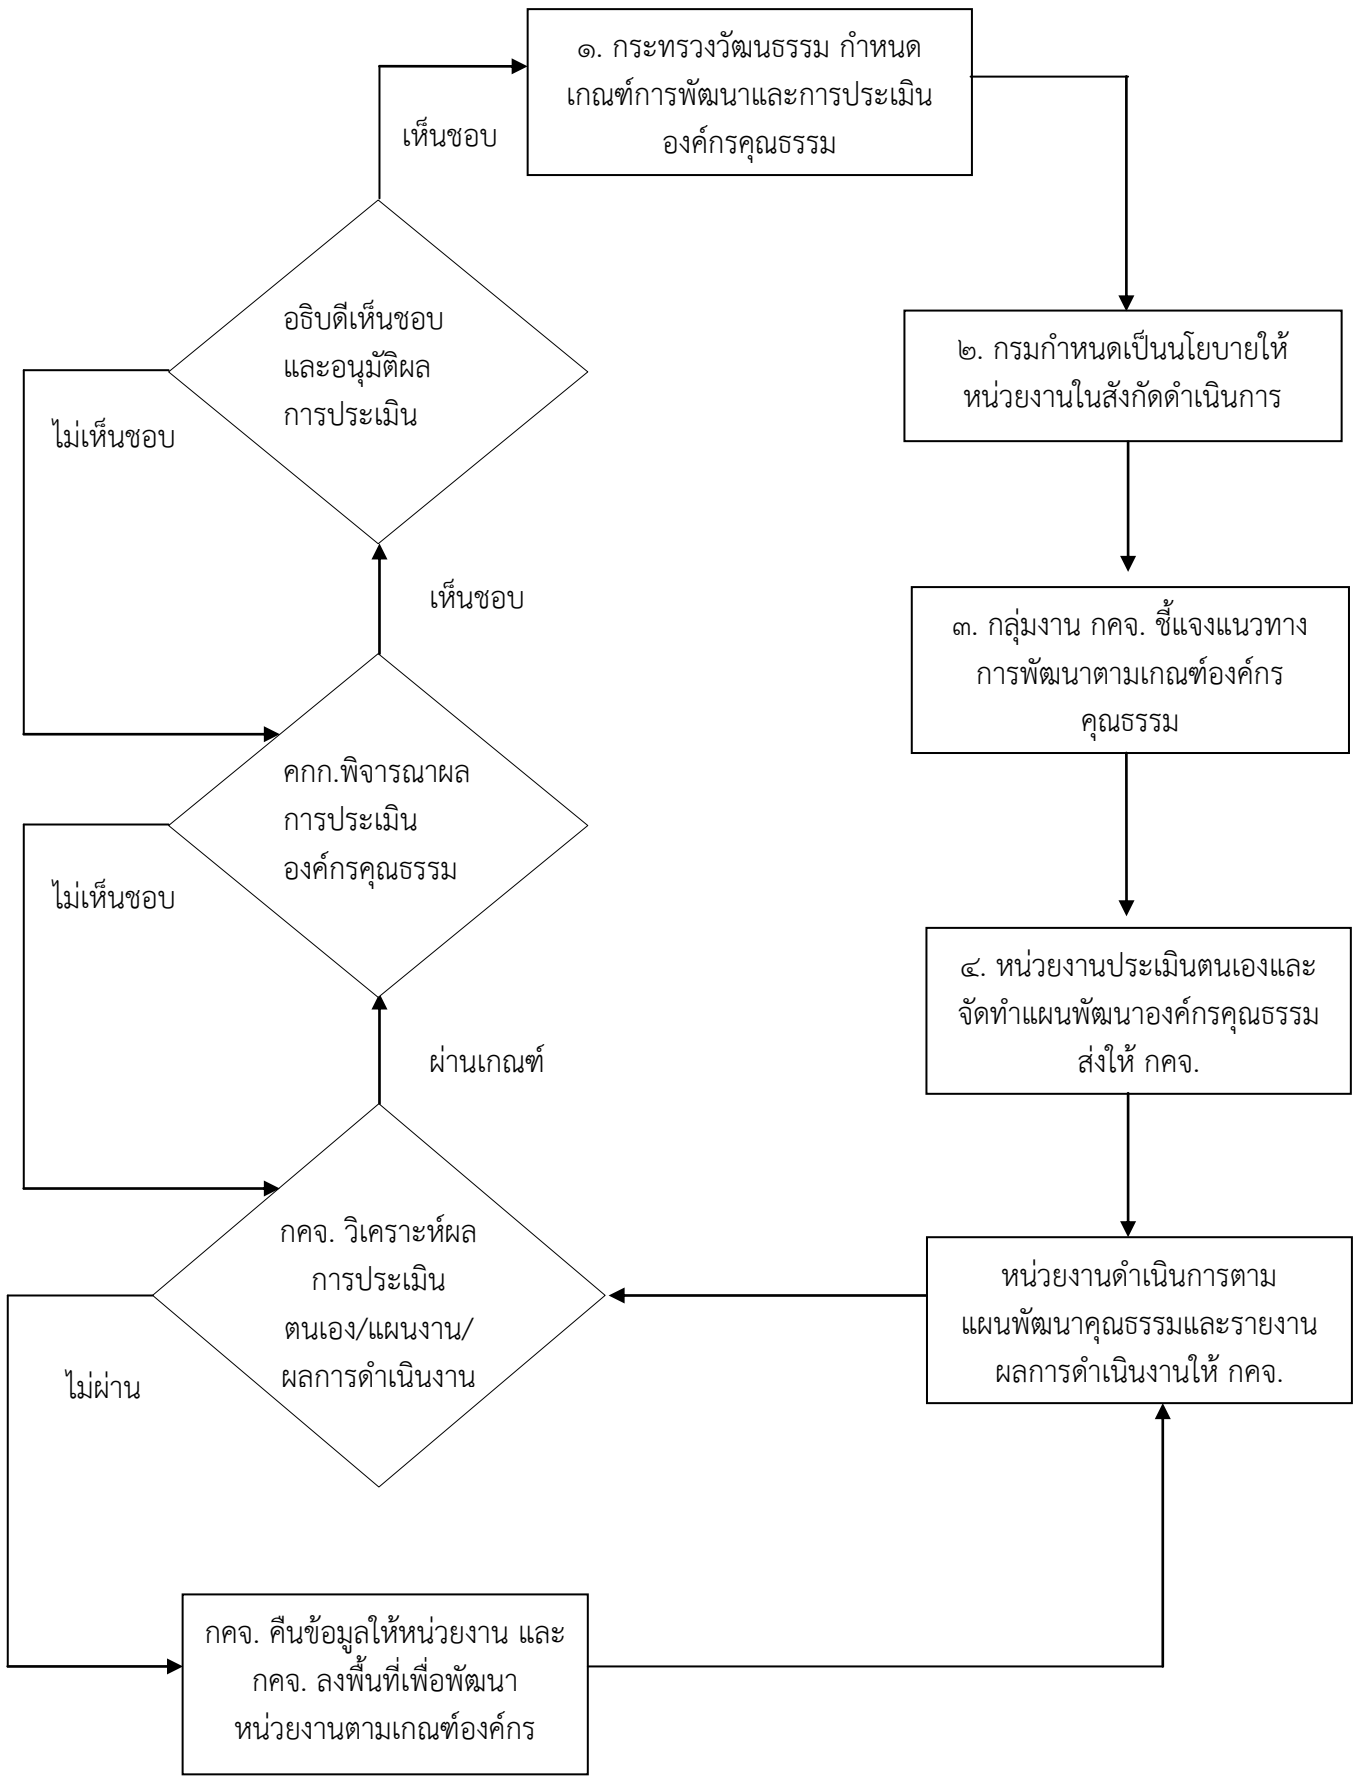 ๑. กระทรวงวัฒนธรรม กำหนด
เกณฑ์การพัฒนาและการประเมิน
องค์กรคุณธรรม
เห็นชอบ
อธิบดีเห็นชอบ
และอนุมัติผล
การประเมิน
๒. กรมกำหนดเป็นนโยบายให้
หน่วยงานในสังกัดดำเนินการ
ไม่เห็นชอบ
เห็นชอบ
๓. กลุ่มงาน กคจ. ชี้แจงแนวทาง
การพัฒนาตามเกณฑ์องค์กร
คุณธรรม
คกก.พิจารณาผล
การประเมิน
องค์กรคุณธรรม
ไม่เห็นชอบ
๔. หน่วยงานประเมินตนเองและ
จัดทำแผนพัฒนาองค์กรคุณธรรม
ส่งให้ กคจ.
ผ่านเกณฑ์
กคจ. วิเคราะห์ผล
การประเมิน
ตนเอง/แผนงาน/
ผลการดำเนินงาน
หน่วยงานดำเนินการตาม
แผนพัฒนาคุณธรรมและรายงาน
ผลการดำเนินงานให้ กคจ.
ไม่ผ่าน
กคจ. คืนข้อมูลให้หน่วยงาน และ
กคจ. ลงพื้นที่เพื่อพัฒนา
หน่วยงานตามเกณฑ์องค์กร